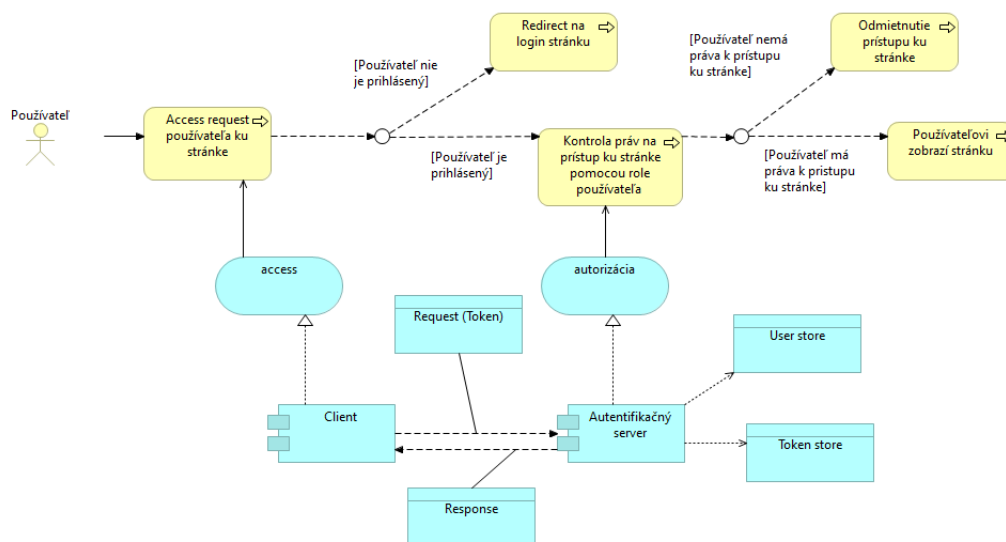 Redirect na
login stránku
Odmietnutie
prístupu ku
stránke
[Používateľ nie
je prihlásený]
[Používateľ nemá
práva k prístupu
ku stránke]
Používateľ
Access request
používateľa ku
stránke
[Používateľ je
prihlásený]
Kontrola práv na
prístup ku stránke
pomocou role
používateľa
[Používateľ má
práva k pristupu
ku stránke]
Používateľovi
zobrazí stránku
access
autorizácia
Request (Token)
User store
Client
Autentifikačný
server
Token store
Response